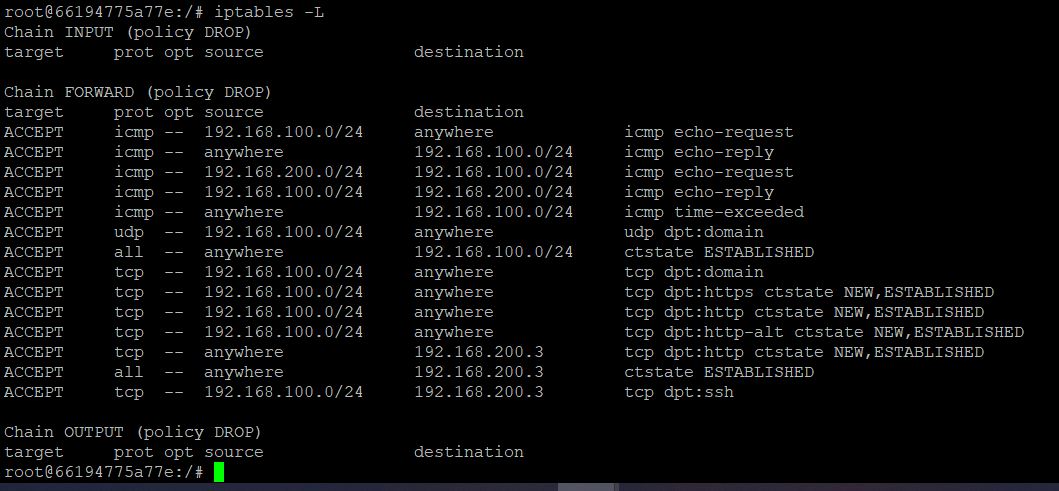 root@66194775a77e:/# iptables -L
Chain INPUT (policy DROP)
target     prot opt source               destination

Chain FORWARD (policy DROP)
target     prot opt source               destination
ACCEPT     icmp --  192.168.100.0/24     anywhere             icmp echo-request
ACCEPT     icmp --  anywhere             192.168.100.0/24     icmp echo-reply
ACCEPT     icmp --  192.168.200.0/24     192.168.100.0/24     icmp echo-request
ACCEPT     icmp --  192.168.100.0/24     192.168.200.0/24     icmp echo-reply
ACCEPT     icmp --  anywhere             192.168.100.0/24     icmp time-exceeded
ACCEPT     udp  --  192.168.100.0/24     anywhere             udp dpt:domain
ACCEPT     all  --  anywhere             192.168.100.0/24     ctstate ESTABLISHED
ACCEPT     tcp  --  192.168.100.0/24     anywhere             tcp dpt:domain
ACCEPT     tcp  --  192.168.100.0/24     anywhere             tcp dpt:https ctstate NEW,ESTABLISHED
ACCEPT     tcp  --  192.168.100.0/24     anywhere             tcp dpt:http ctstate NEW,ESTABLISHED
ACCEPT     tcp  --  192.168.100.0/24     anywhere             tcp dpt:http-alt ctstate NEW,ESTABLISHED
ACCEPT     tcp  --  anywhere             192.168.200.3        tcp dpt:http ctstate NEW,ESTABLISHED
ACCEPT     all  --  anywhere             192.168.200.3        ctstate ESTABLISHED
ACCEPT     tcp  --  192.168.100.0/24     192.168.200.3        tcp dpt:ssh

Chain OUTPUT (policy DROP)
target     prot opt source               destination
root@66194775a77e:/#